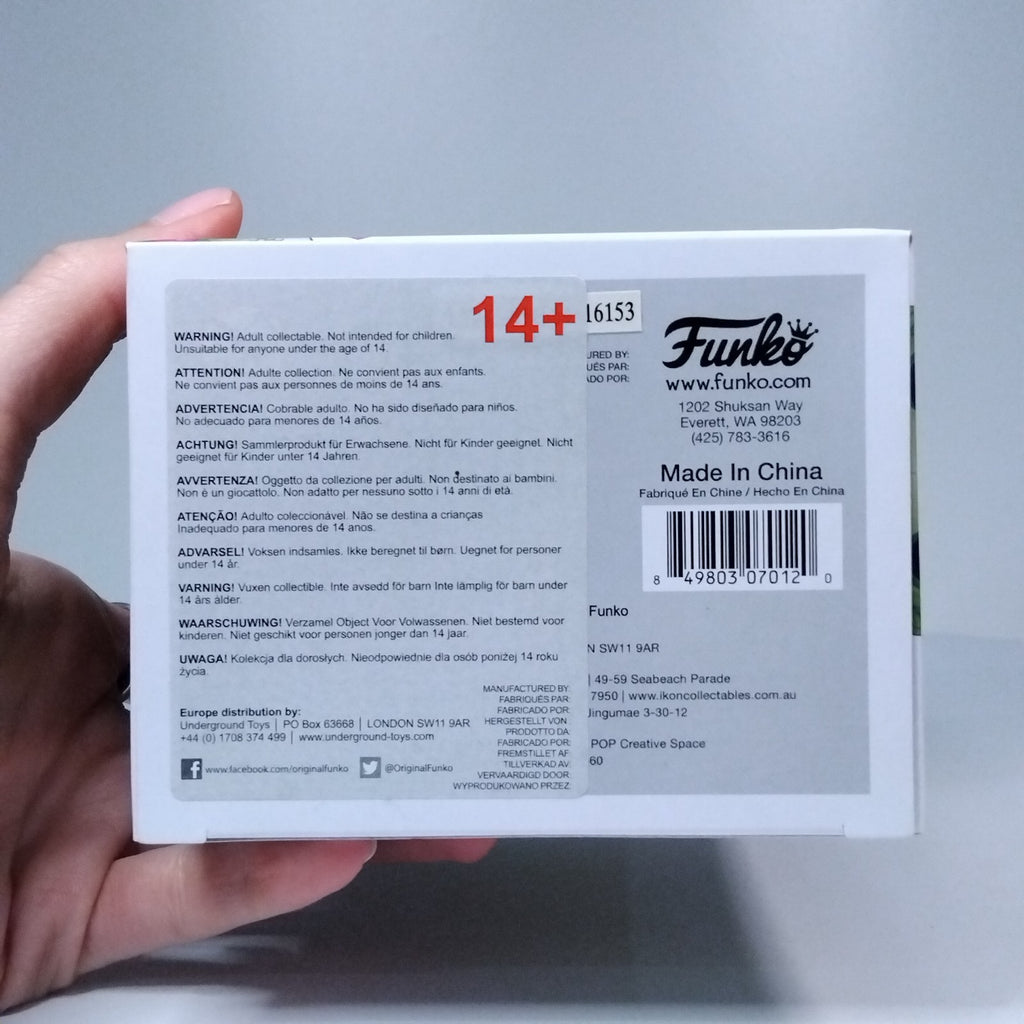 14+
WARNING! Adult collectable. Not intended for children.
Unsuitable for anyone under the age of 14.
ATTENTION! Adulte collection. Ne convient pas aux enfants.
Ne convient pas aux personnes de moins de 14 ans.
ADVERTENCIA! Cobrable adulto. No ha sido diseñado para niños.
No adecuado para menores de 14 años.
ACHTUNG! Sammlerprodukt für Erwachsene. Nicht für Kinder geeignet. Nicht
geeignet für Kinder unter 14 Jahren.
AVVERTENZA! Oggetto da collezione per adulti. Non destinato ai bambini.
Non è un giocattolo. Non adatto per nessuno sotto i 14 anni di età.
ATENÇÃO! Adulto coleccionável. Não se destina a crianças
Inadequado para menores de 14 anos.
ADVARSEL! Voksen indsamles. Ikke beregnet til børn. Uegnet for personer
under 14 år.
VARNING! Vuxen collectible. Inte avsedd för barn Inte lämplig för barn under
14 års ålder.
WAARSCHUWING! Verzamel Object Voor Volwassenen. Niet bestemd voor
kinderen. Niet geschikt voor personen jonger dan 14 jaar.
UWAGA! Kolekcja dla dorosłych. Nieodpowiednie dla osób poniżej 14 roku
życia.
Europe distribution by:
Underground Toys | PO Box 63668 | LONDON SW11 9AR
+44 (0) 1708 374 499 | www.underground-toys.com
www.facebook.com/originalfunko @OriginalFunko
MANUFACTURED BY:
FABRIQUÉS PAR:
FABRICADO POR:
HERGESTELLT VON :
PRODOTTO DA:
FABRICADO POR:
FREMSTILLET AF:
TILLVERKAD AV:
VERVAARDIGD DOOR:
WYPRODUKOWANO PRZEZ:
16153
URED BY:
UÉS PAR:
ADO POR:
Funko
www.funko.com
1202 Shuksan Way
Everett, WA 98203
(425) 783-3616
Made In China
Fabriqué En Chine / Hecho En China
8 49803 07012 0
Funko
N SW11 9AR
| 49-59 Seabeach Parade
7950 | www.ikoncollectables.com.au
Jingumae 3-30-12
POP Creative Space
60